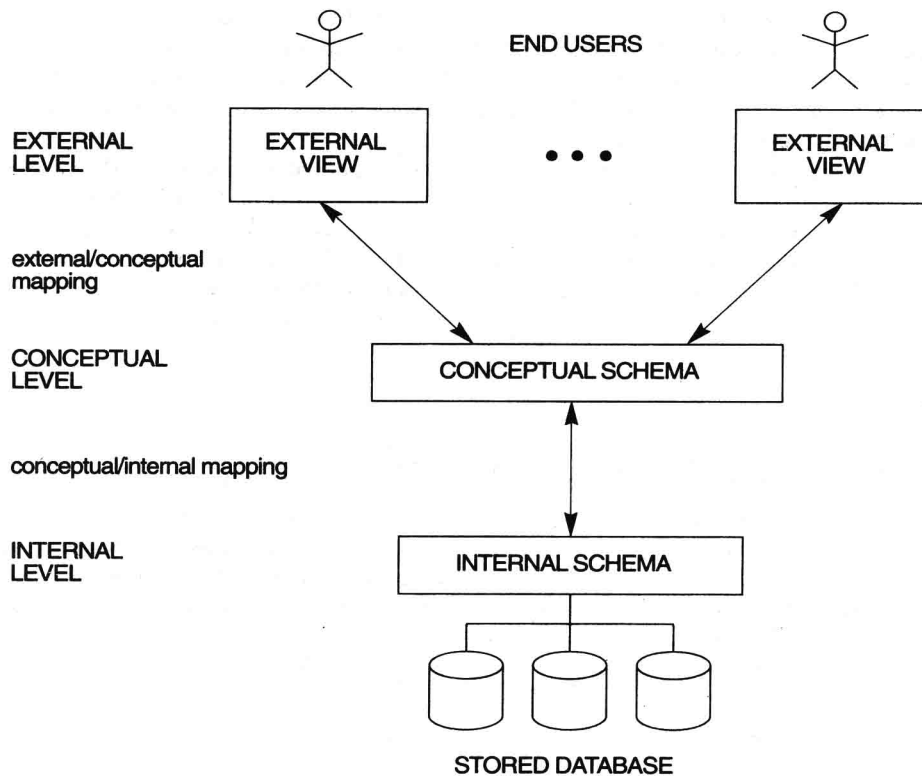 END USERS
EXTERNAL
LEVEL
EXTERNAL
VIEW
EXTERNAL
VIEW
external/conceptual
mapping
CONCEPTUAL
LEVEL
CONCEPTUAL SCHEMA
conceptual/internal mapping
INTERNAL
LEVEL
INTERNAL SCHEMA
STORED DATABASE